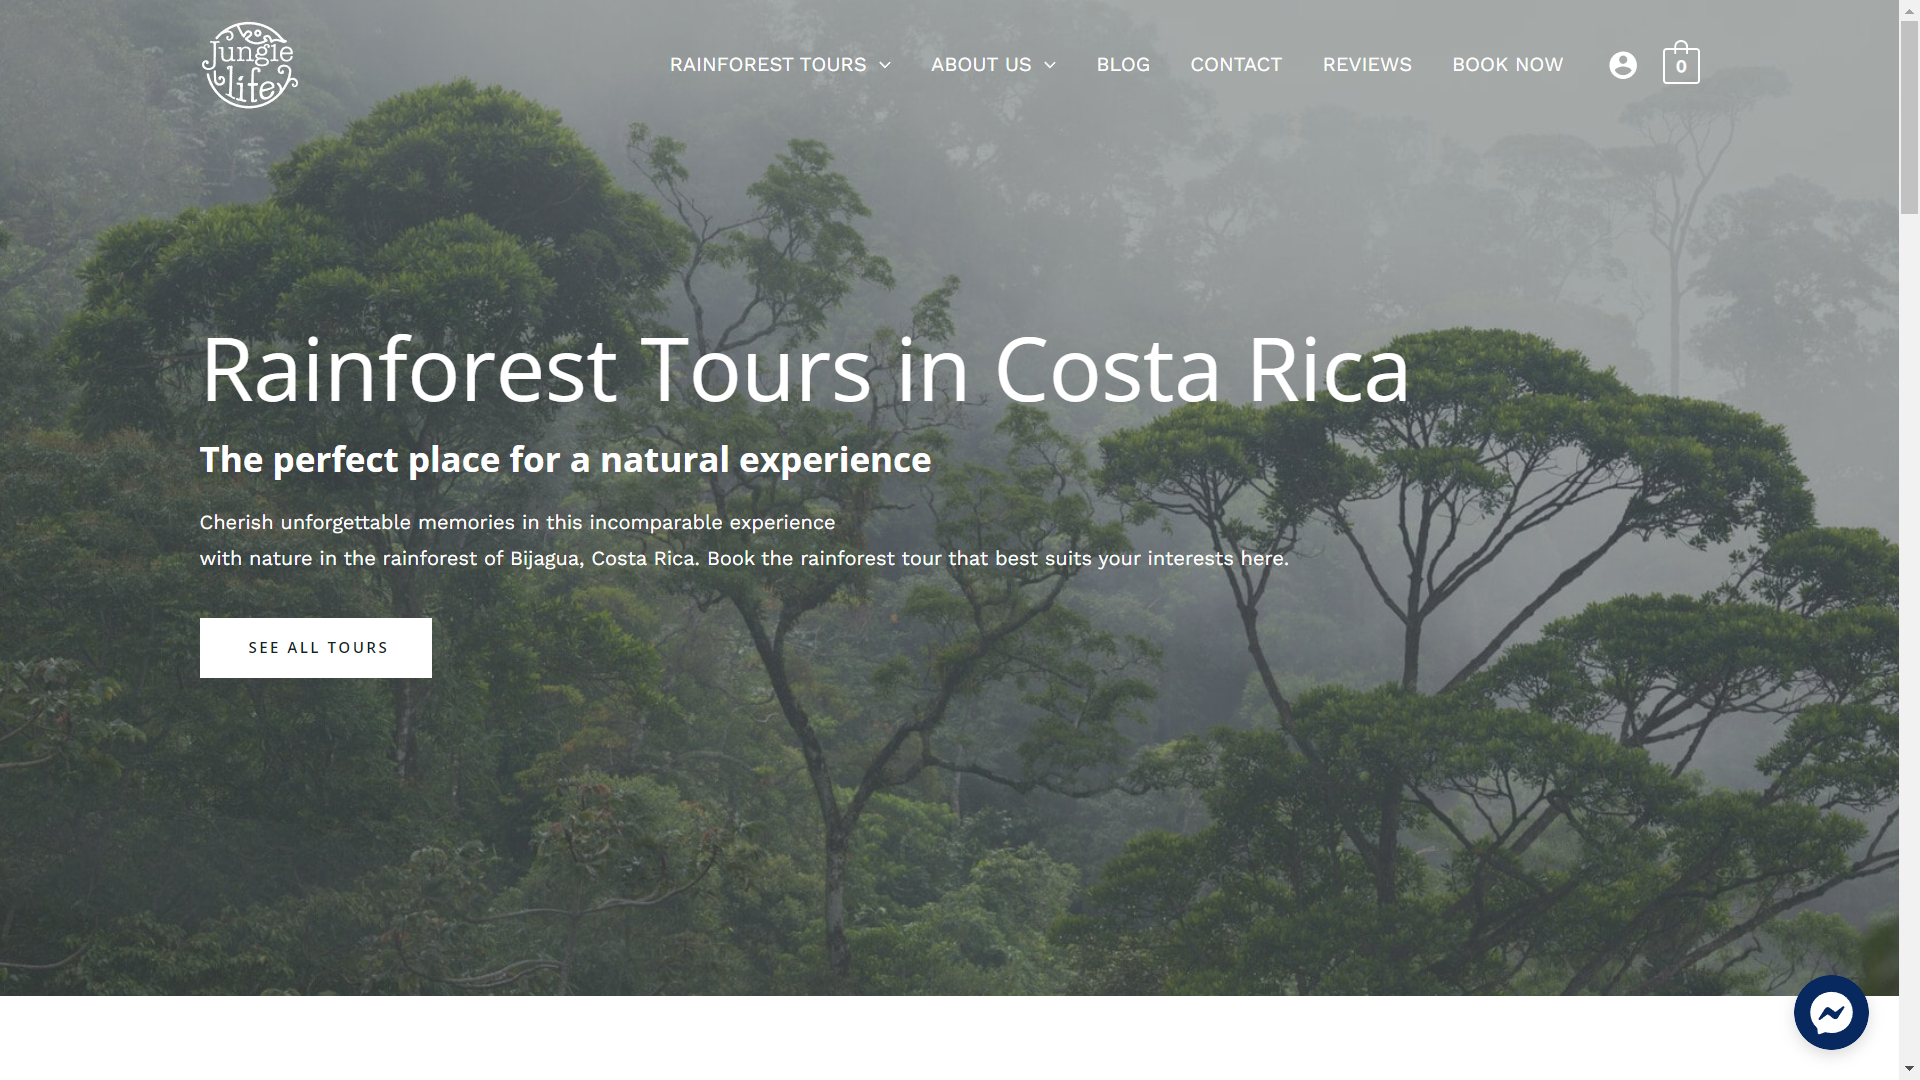 Jungle
life
RAINFOREST TOURS
ABOUT US
BLOG
CONTACT
REVIEWS
BOOK NOW
0
Rainforest Tours in Costa Rica
The perfect place for a natural experience
Cherish unforgettable memories in this incomparable experience
with nature in the rainforest of Bijagua, Costa Rica. Book the rainforest tour that best suits your interests here.
SEE ALL TOURS